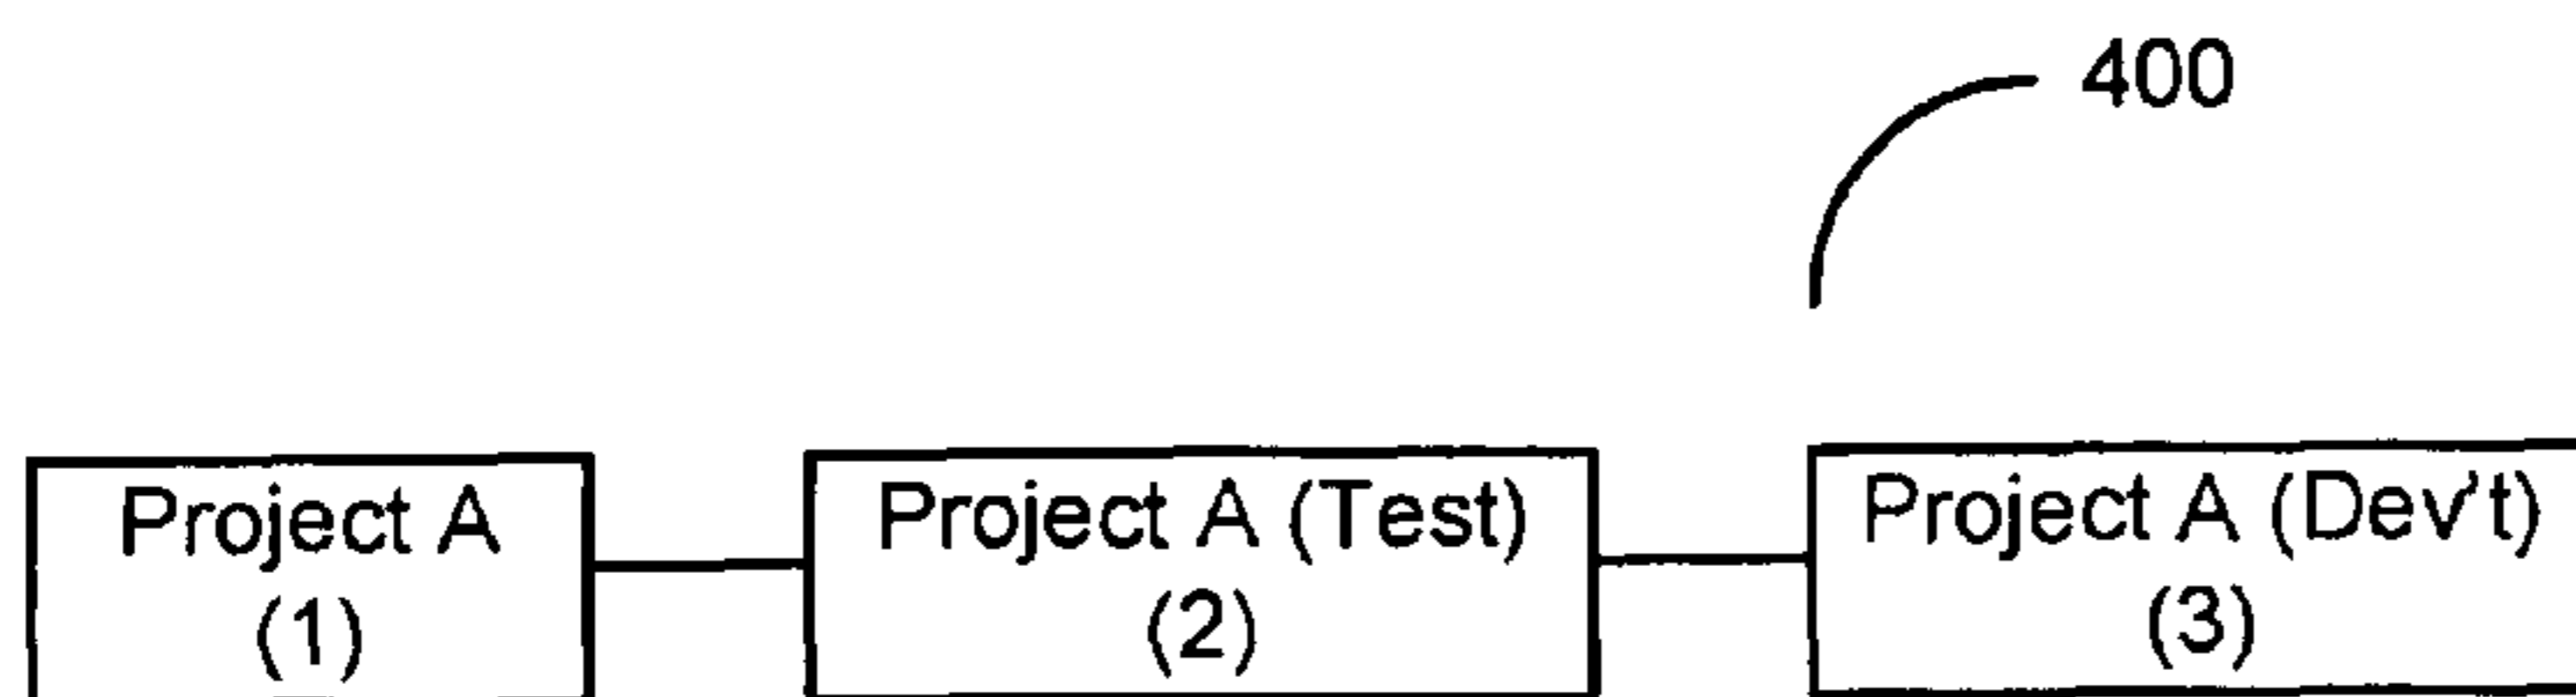 400
Project A
(1)
Project A (Test)
(2)
Project A (Dev't)
(3)